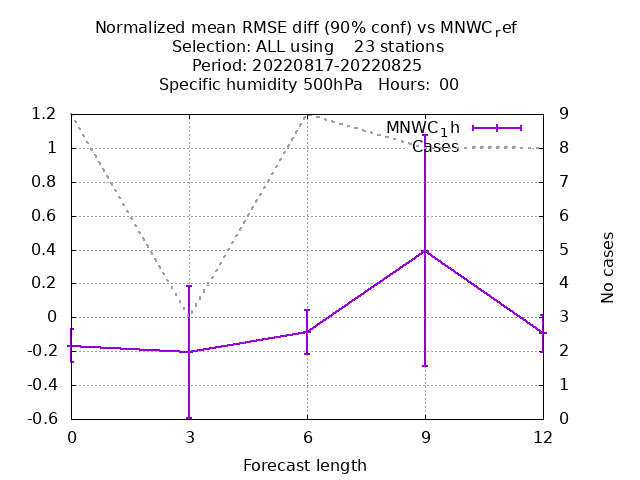 Normalized mean RMSE diff (90% conf) vs MNWCref
Selection: ALL using    23 stations
Period: 20220817-20220825
Specific humidity 500hPa   Hours: 00
MNWC1h
Cases
1.2
1
0.8
0.6
0.4
0.2
0
-0.2
-0.4
-0.6
9
8
7
6
5
4
3
2
1
0
No cases
0 3 6 9 12
Forecast length